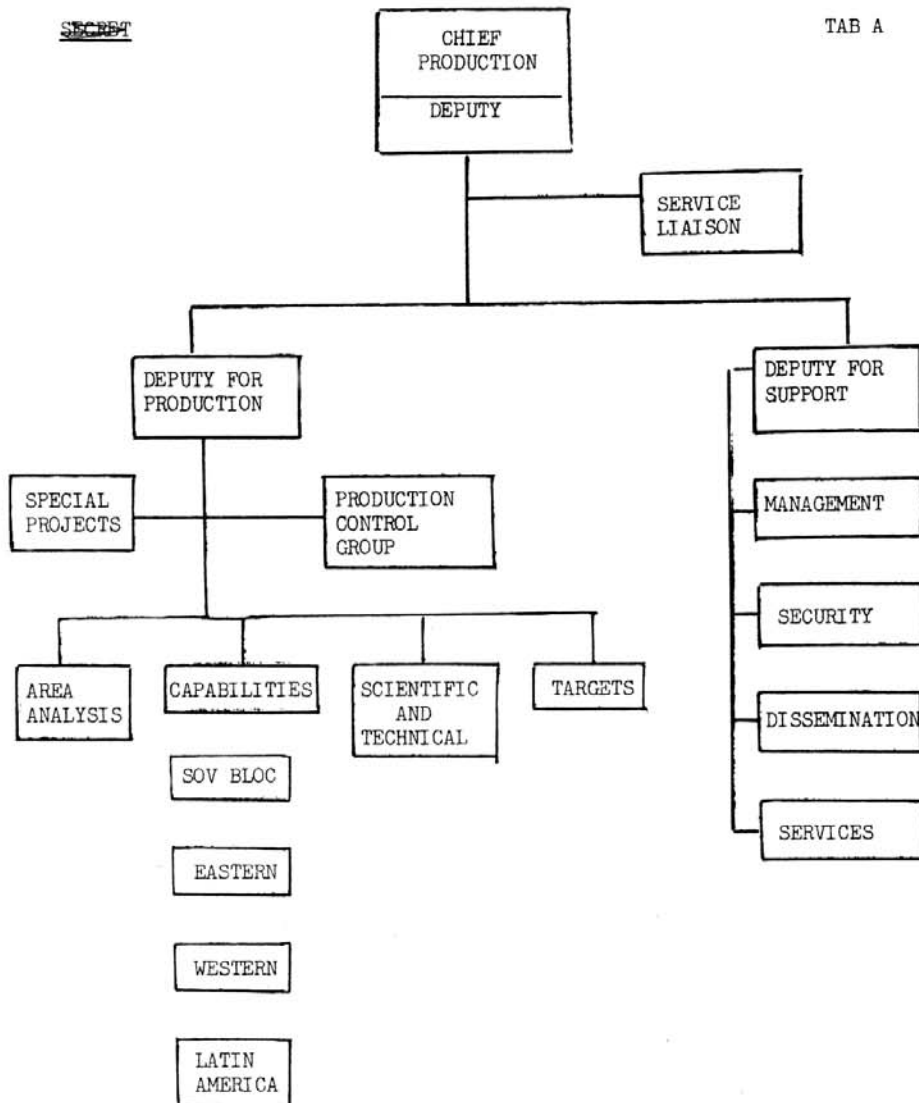 SECRET
TAB A
CHIEF
PRODUCTION
DEPUTY
SERVICE
LIAISON
DEPUTY FOR
PRODUCTION
DEPUTY FOR
SUPPORT
SPECIAL
PROJECTS
PRODUCTION
CONTROL
GROUP
MANAGEMENT
SECURITY
AREA
ANALYSIS
CAPABILITIES
SCIENTIFIC
AND
TECHNICAL
TARGETS
DISSEMINATION
SOV BLOC
SERVICES
EASTERN
WESTERN
LATIN
AMERICA